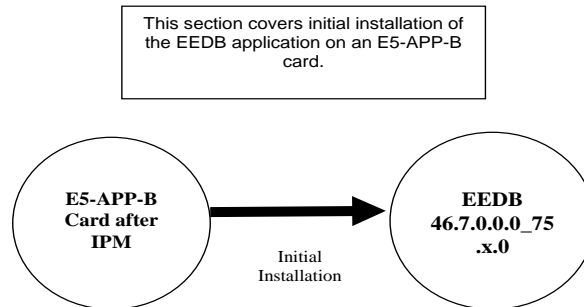 This section covers initial installation of
the EEDB application on an E5-APP-B
card.
E5-APP-B
Card after
IPM
Initial
Installation
EEDB
46.7.0.0.0_75
.x.0